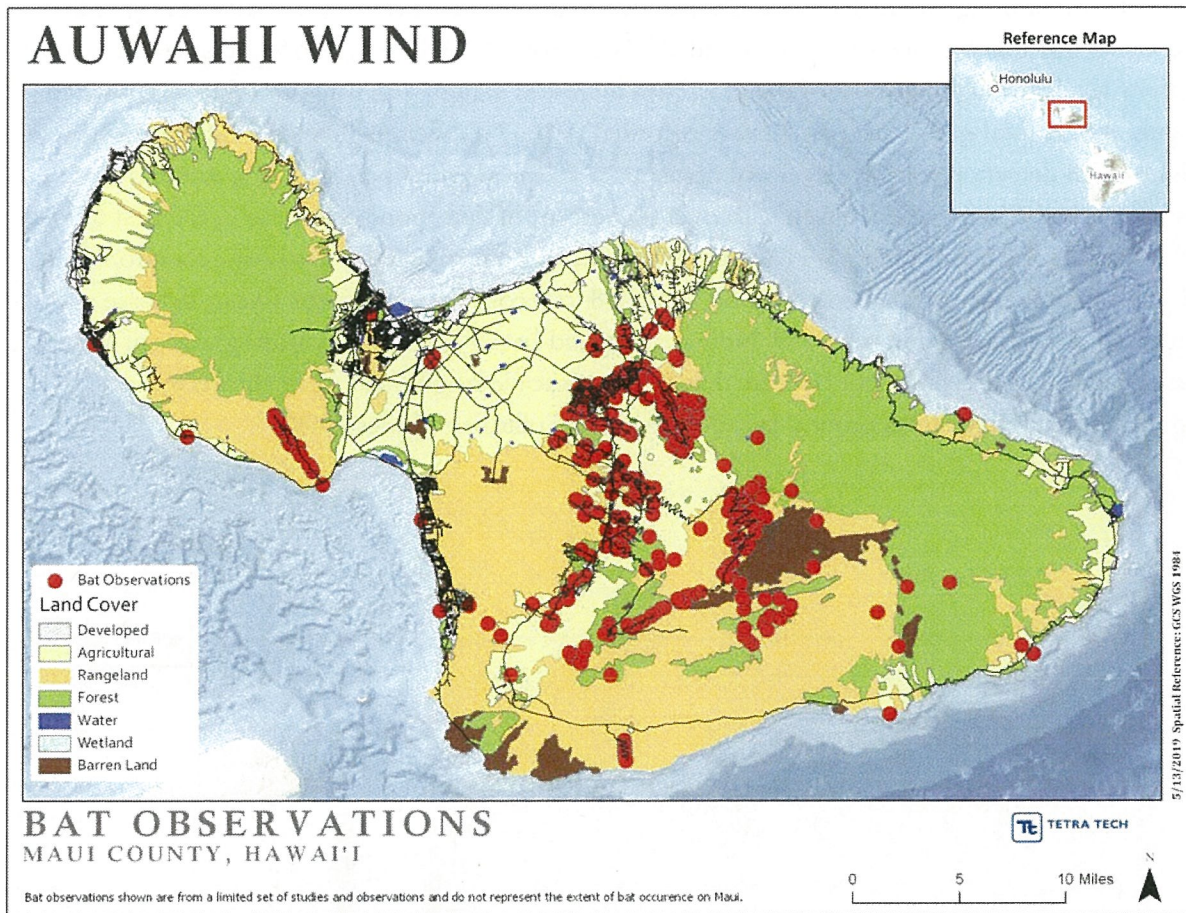 AUWAHI WIND
Reference Map
Honolulu
Hawaii
Bat Observations
Land Cover
Developed
Agricultural
Rangeland
Forest
Water
Wetland
Barren Land
5/13/2019 Spatial Reference: GCS WGS 1984
BAT OBSERVATIONS
MAUI COUNTY, HAWAI'I
Tt TETRA TECH
N
0 5 10 Miles
Bat observations shown are from a limited set of studies and observations and do not represent the extent of bat occurence on Maui.